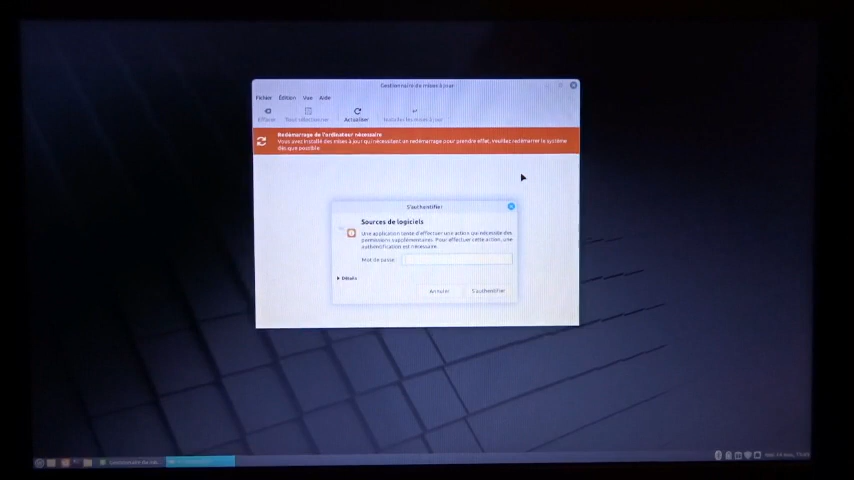 Gestionnaire de mises à jour
Fichier Édition Vue Aide
Effacer Tout sélectionner Actualiser Installer les mises à jour
Redémarrage de l'ordinateur nécessaire
Vous avez installé des mises à jour qui nécessitent un redémarrage pour prendre effet, veuillez redémarrer le système
dès que possible
S'authentifier
Sources de logiciels
Une application tente d'effectuer une action qui nécessite des
permissions supplémentaires. Pour effectuer cette action, une
authentification est nécessaire.
Mot de passe
Détails
Annuler S'authentifier
Gestionnaire de mis...